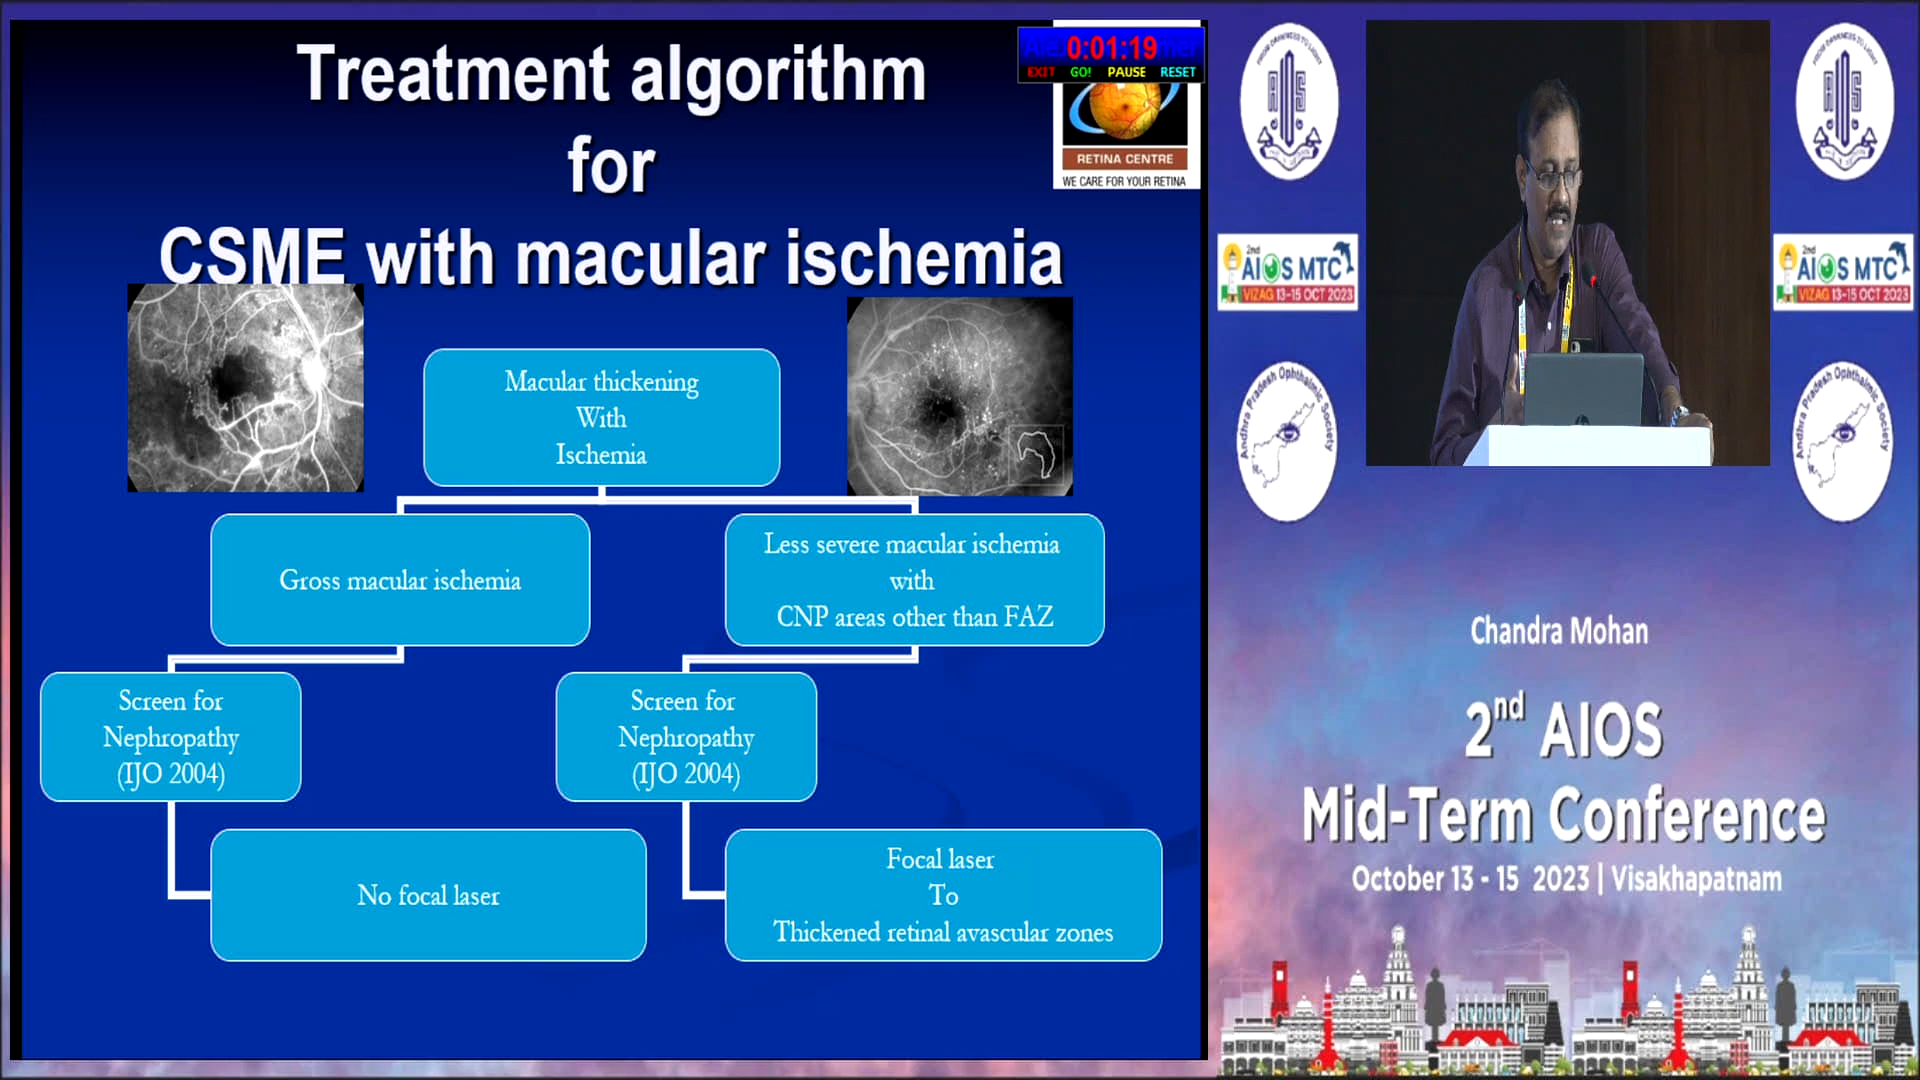 Treatment algorithm
for
CSME with macular ischemia
0:01:19
EXIT GO! PAUSE RESET
RETINA CENTRE
WE CARE FOR YOUR RETINA
Macular thickening
With
Ischemia
Gross macular ischemia
Less severe macular ischemia
with
CNP areas other than FAZ
Screen for
Nephropathy
(IJO 2004)
Screen for
Nephropathy
(IJO 2004)
No focal laser
Focal laser
To
Thickened retinal avascular zones
2nd
AIOS MTC
VIZAG 13-15 OCT 2023
Andhra Pradesh Ophthalmic Society
2nd
AIOS MTC
VIZAG 13-15 OCT 2023
Andhra Pradesh Ophthalmic Society
Chandra Mohan
2nd AIOS
Mid-Term Conference
October 13 - 15 2023 | Visakhapatnam